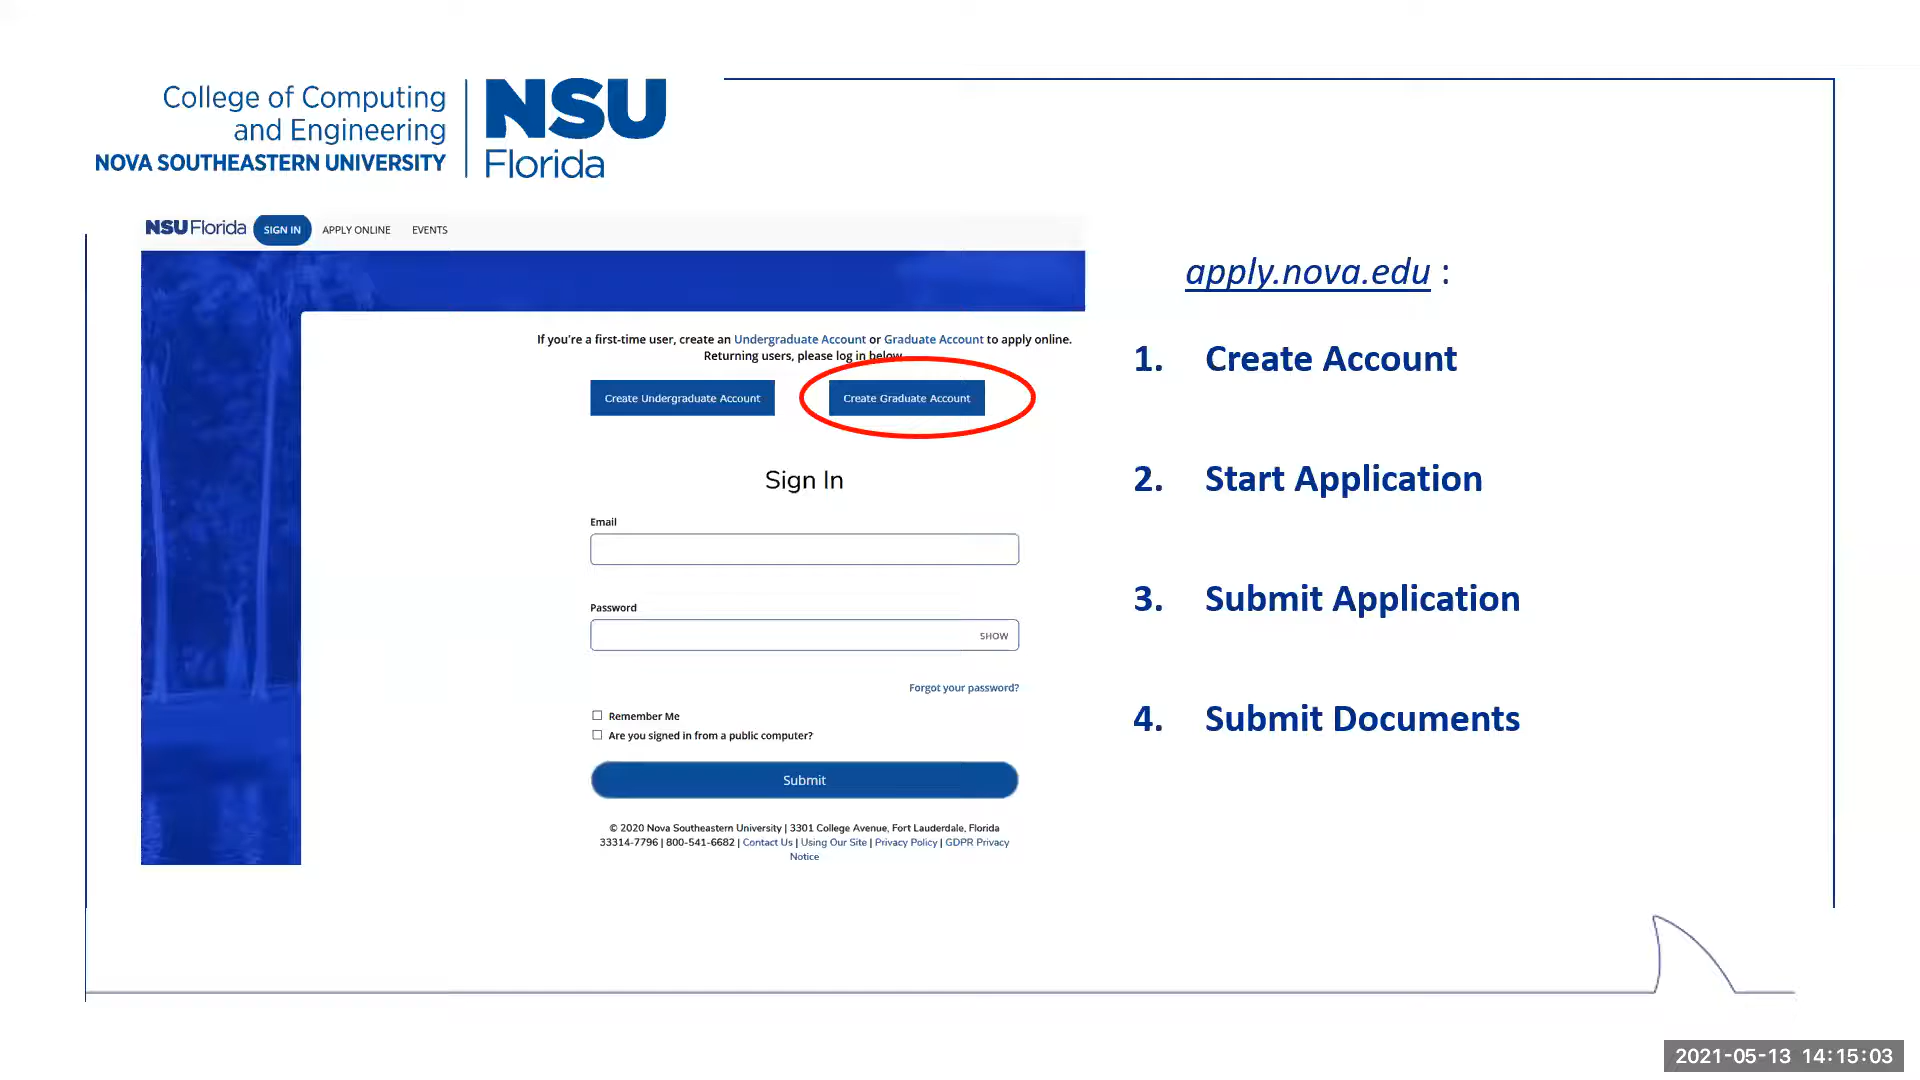 College of Computing
and Engineering
NOVA SOUTHEASTERN UNIVERSITY
NSU
Florida
NSU Florida SIGN IN APPLY ONLINE EVENTS
If you're a first-time user, create an Undergraduate Account or Graduate Account to apply online.
Returning users, please log in below.
Create Undergraduate Account Create Graduate Account
Sign In
Email
Password
SHOW
Forgot your password?
Remember Me
Are you signed in from a public computer?
Submit
© 2020 Nova Southeastern University | 3301 College Avenue, Fort Lauderdale, Florida
33314-7796 | 800-541-6682 | Contact Us | Using Our Site | Privacy Policy | GDPR Privacy
Notice
apply.nova.edu :
1. Create Account
2. Start Application
3. Submit Application
4. Submit Documents
2021-05-13 14:15:03